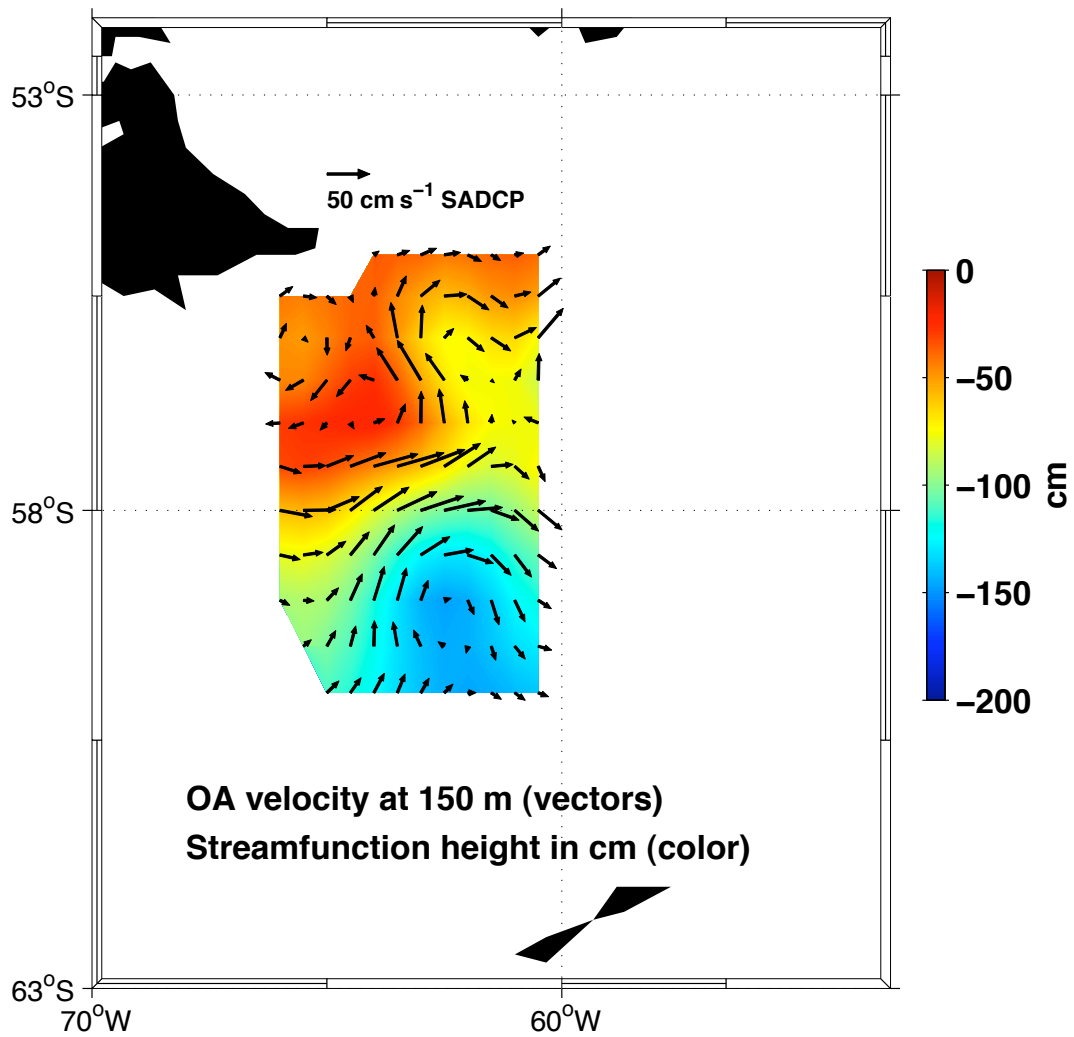 53°S
50 cm s⁻¹ SADCP
0
−50
58°S
−100
cm
−150
−200
OA velocity at 150 m (vectors)
Streamfunction height in cm (color)
63°S
70°W
60°W